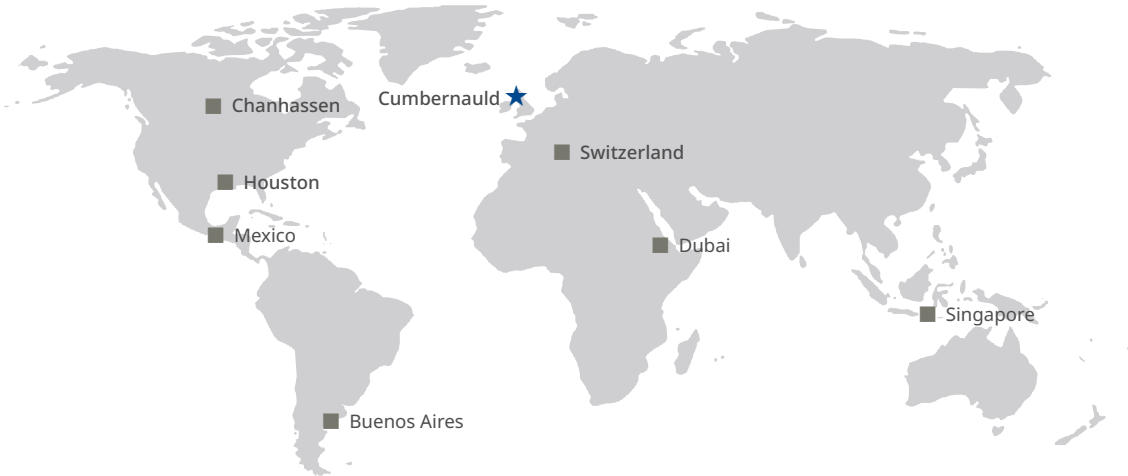 Cumbernauld
Chanhassen
Switzerland
Houston
Mexico
Dubai
Singapore
Buenos Aires